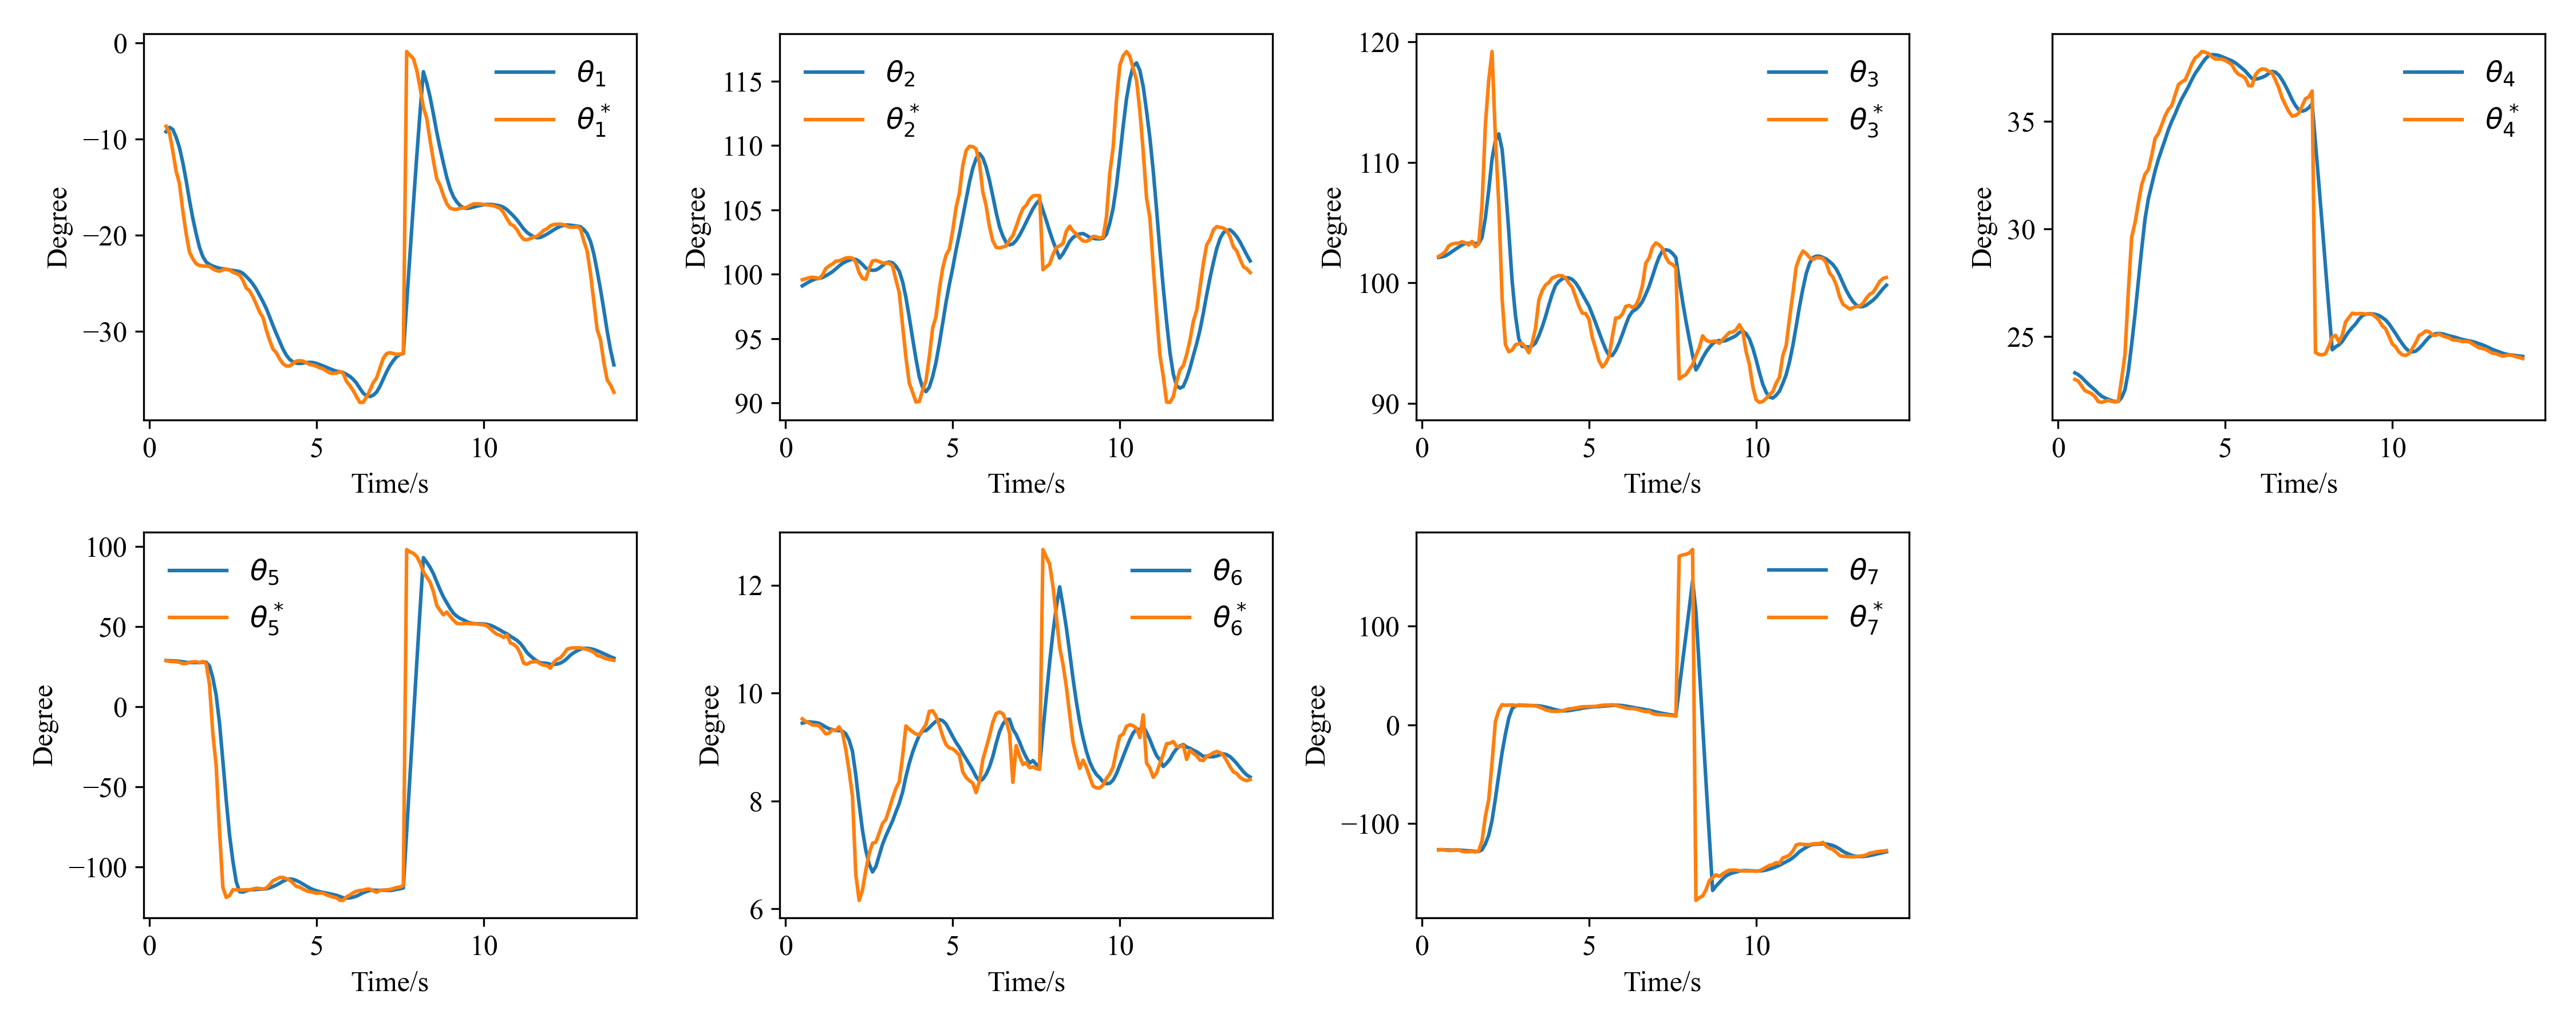 0
−10
−20
−30
Degree
0 5 10
Time/s
θ1
θ1*
115
110
105
100
95
90
Degree
0 5 10
Time/s
θ2
θ2*
120
110
100
90
Degree
0 5 10
Time/s
θ3
θ3*
35
30
25
Degree
0 5 10
Time/s
θ4
θ4*
100
50
0
−50
−100
Degree
0 5 10
Time/s
θ5
θ5*
12
10
8
6
Degree
0 5 10
Time/s
θ6
θ6*
100
0
−100
Degree
0 5 10
Time/s
θ7
θ7*